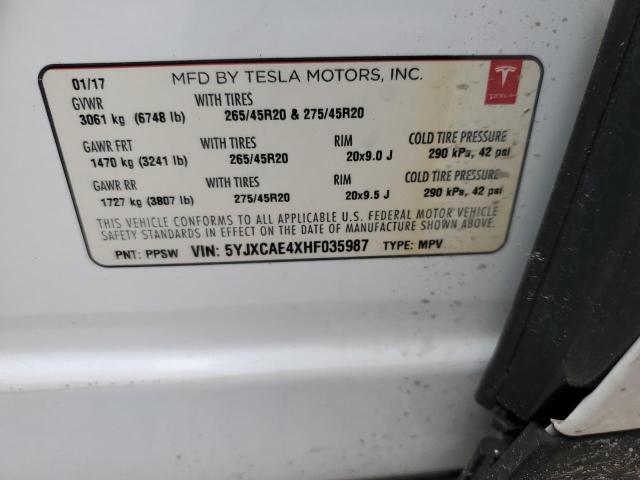 01/17 MFD BY TESLA MOTORS, INC.
GVWR WITH TIRES
3061 kg (6748 lb) 265/45R20 & 275/45R20
GAWR FRT WITH TIRES RIM COLD TIRE PRESSURE
1470 kg (3241 lb) 265/45R20 20x9.0 J 290 kPa, 42 psi
GAWR RR WITH TIRES RIM COLD TIRE PRESSURE
1727 kg (3807 lb) 275/45R20 20x9.5 J 290 kPa, 42 psi
THIS VEHICLE CONFORMS TO ALL APPLICABLE U.S. FEDERAL MOTOR VEHICLE
SAFETY STANDARDS IN EFFECT ON THE DATE OF MANUFACTURE SHOWN ABOVE.
PNT: PPSW VIN: 5YJXCAE4XHF035987 TYPE: MPV
TESLA